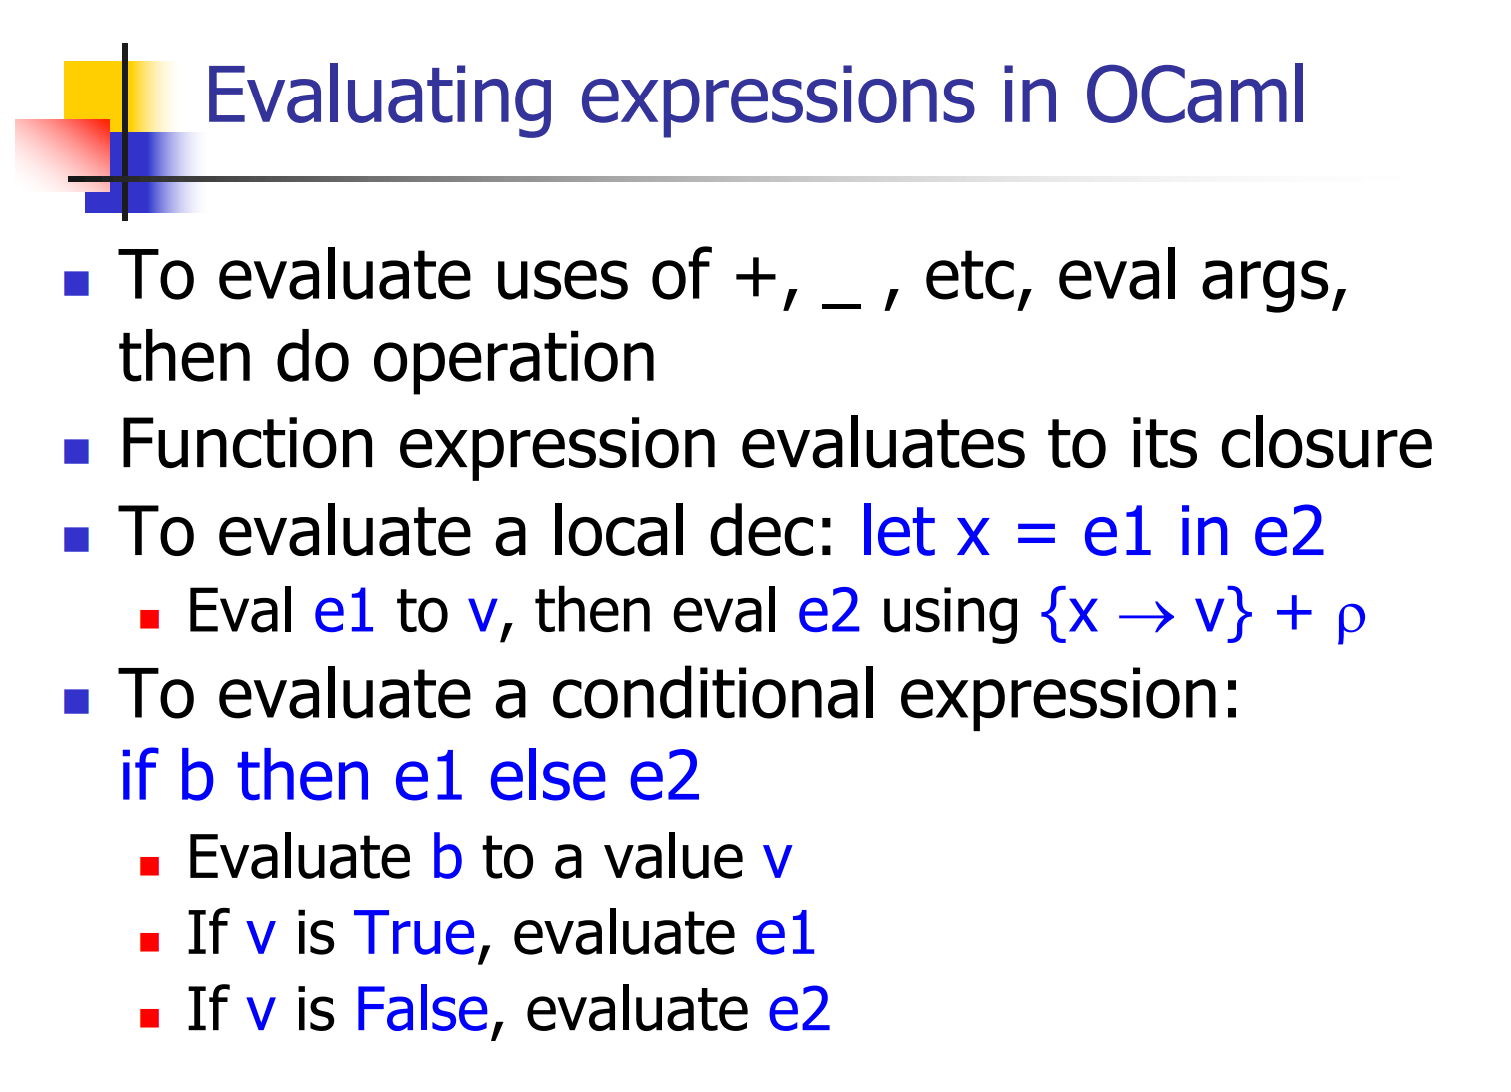 Evaluating expressions in OCaml
To evaluate uses of +, _ , etc, eval args,
then do operation
Function expression evaluates to its closure
To evaluate a local dec: let x = e1 in e2
Eval e1 to v, then eval e2 using {x → v} + ρ
To evaluate a conditional expression:
if b then e1 else e2
Evaluate b to a value v
If v is True, evaluate e1
If v is False, evaluate e2